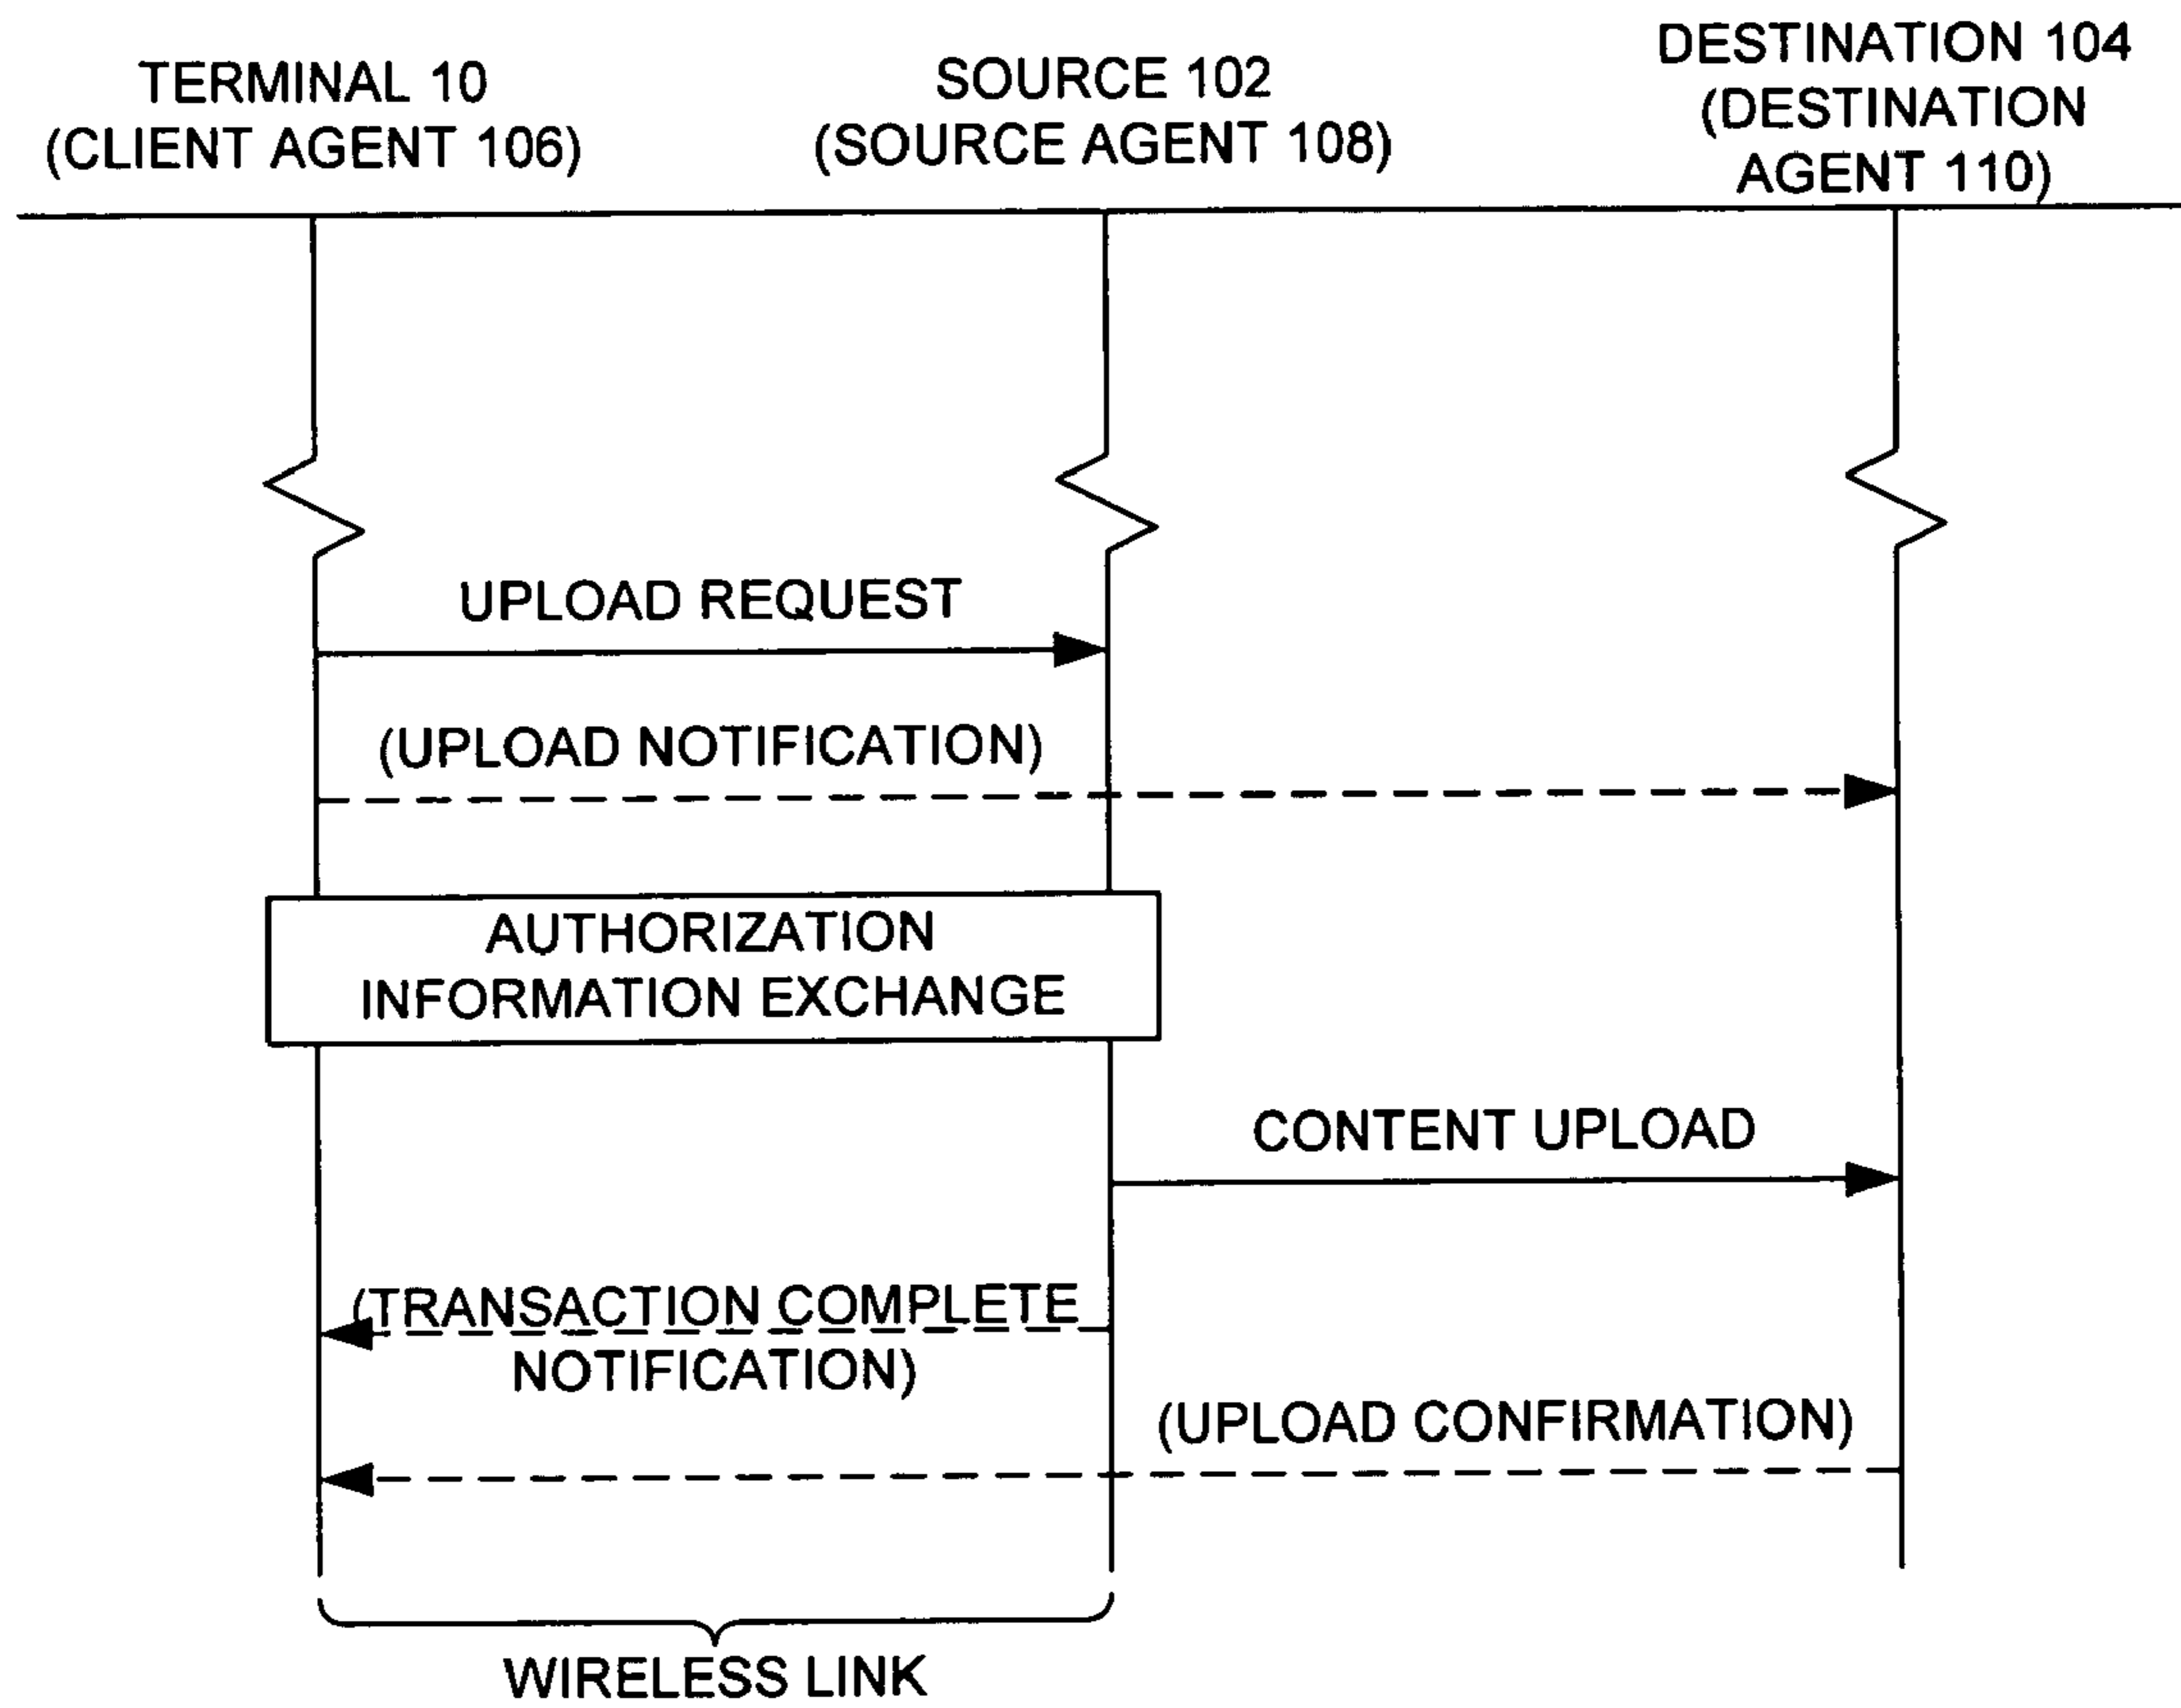 TERMINAL 10
(CLIENT AGENT 106)
SOURCE 102
(SOURCE AGENT 108)
DESTINATION 104
(DESTINATION
AGENT 110)
UPLOAD REQUEST
(UPLOAD NOTIFICATION)
AUTHORIZATION
INFORMATION EXCHANGE
CONTENT UPLOAD
(TRANSACTION COMPLETE
NOTIFICATION)
(UPLOAD CONFIRMATION)
WIRELESS LINK